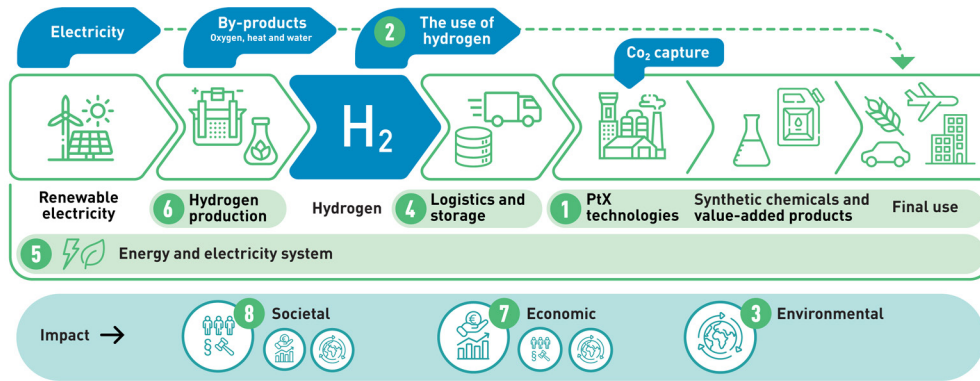 Electricity
By-products
Oxygen, heat and water
2
The use of
hydrogen
Co₂ capture
H₂
Renewable
electricity
6
Hydrogen
production
Hydrogen
4
Logistics and
storage
1
PtX
technologies
Synthetic chemicals and
value-added products
Final use
5
Energy and electricity system
Impact →
8
Societal
§
7
Economic
€
§
3
Environmental